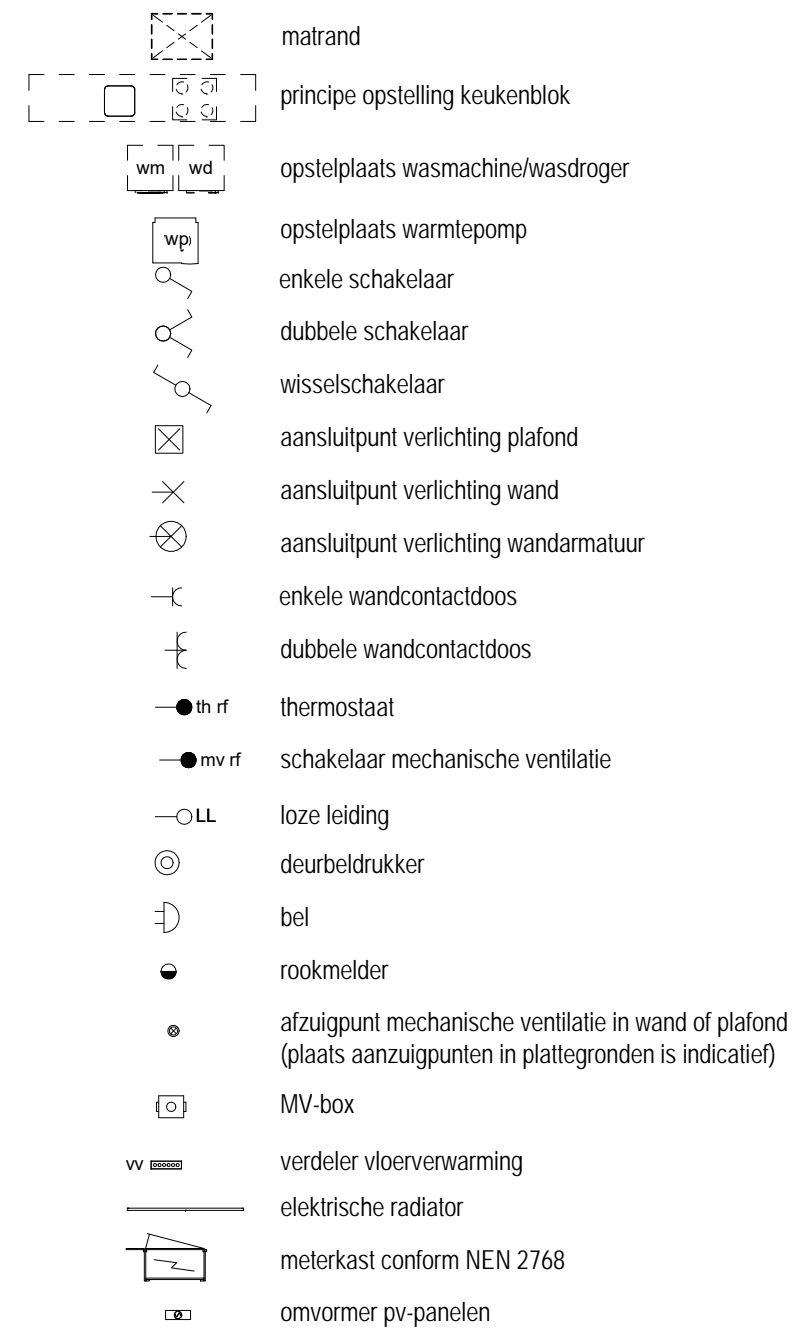 matrand
principe opstelling keukenblok
wm wd opstelplaats wasmachine/wasdroger
wp opstelplaats warmtepomp
enkele schakelaar
dubbele schakelaar
wisselschakelaar
aansluitpunt verlichting plafond
aansluitpunt verlichting wand
aansluitpunt verlichting wandarmatuur
enkele wandcontactdoos
dubbele wandcontactdoos
th rf thermostaat
mv rf schakelaar mechanische ventilatie
LL loze leiding
deurbeldrukker
bel
rookmelder
afzuigpunt mechanische ventilatie in wand of plafond
(plaats aanzuigpunten in plattegronden is indicatief)
MV-box
vv verdeler vloerverwarming
elektrische radiator
meterkast conform NEN 2768
omvormer pv-panelen